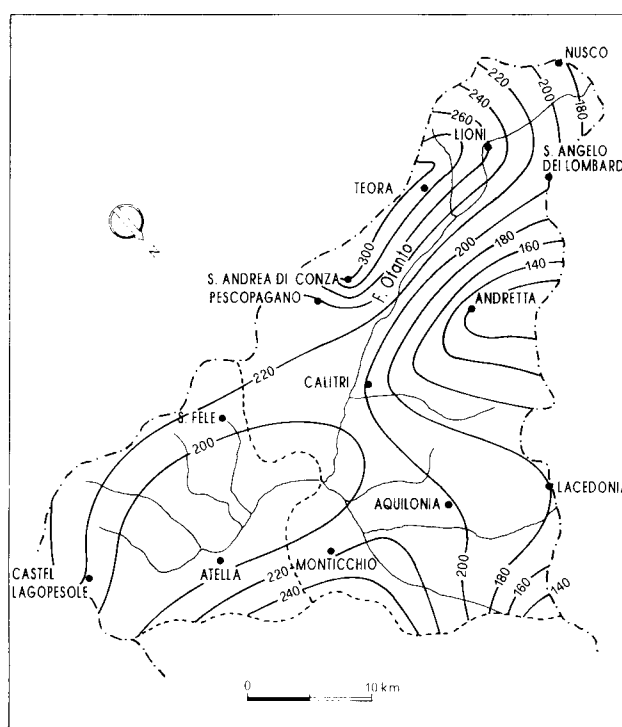 NUSCO
220
200
180
240
260
LIONI
S. ANGELO
DEI LOMBARD
TEORA
300
200
180
160
140
S. ANDREA DI CONZA
PESCOPAGANO
F. Ofanto
ANDRETTA
220
CALITRI
S. FELE
200
LACEDONIA
AQUILONIA
MONTICCHIO
ATELLA
CASTEL
LAGOPESOLE
220
240
200
180
160
140
0
10 km